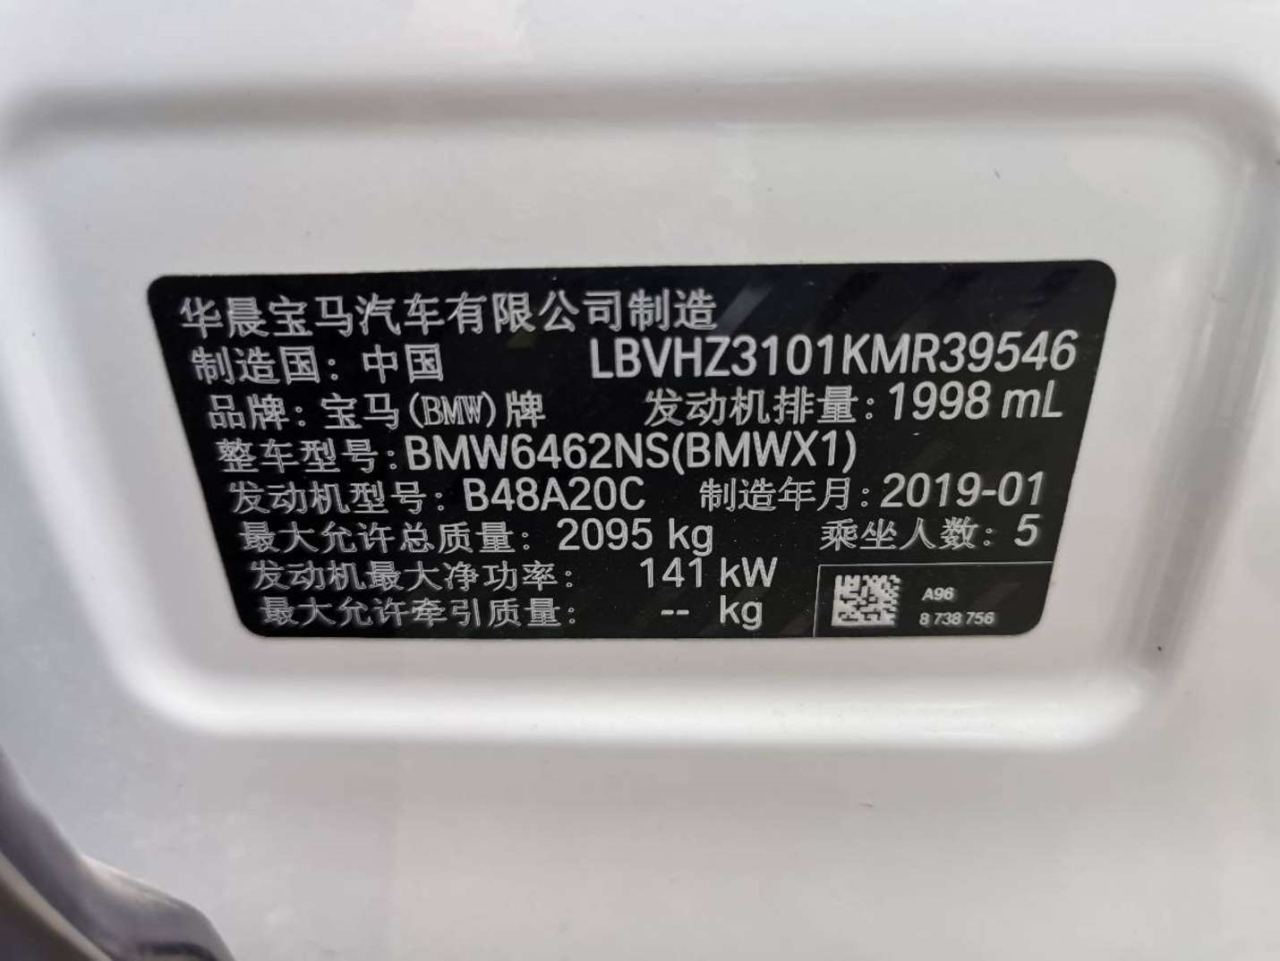 华晨宝马汽车有限公司制造
制造国：中国 LBVHZ3101KMR39546
品牌：宝马(BMW)牌 发动机排量：1998 mL
整车型号：BMW6462NS(BMWX1)
发动机型号：B48A20C 制造年月：2019-01
最大允许总质量：2095 kg 乘坐人数：5
发动机最大净功率：141 kW
最大允许牵引质量：-- kg
A96
8 738 756